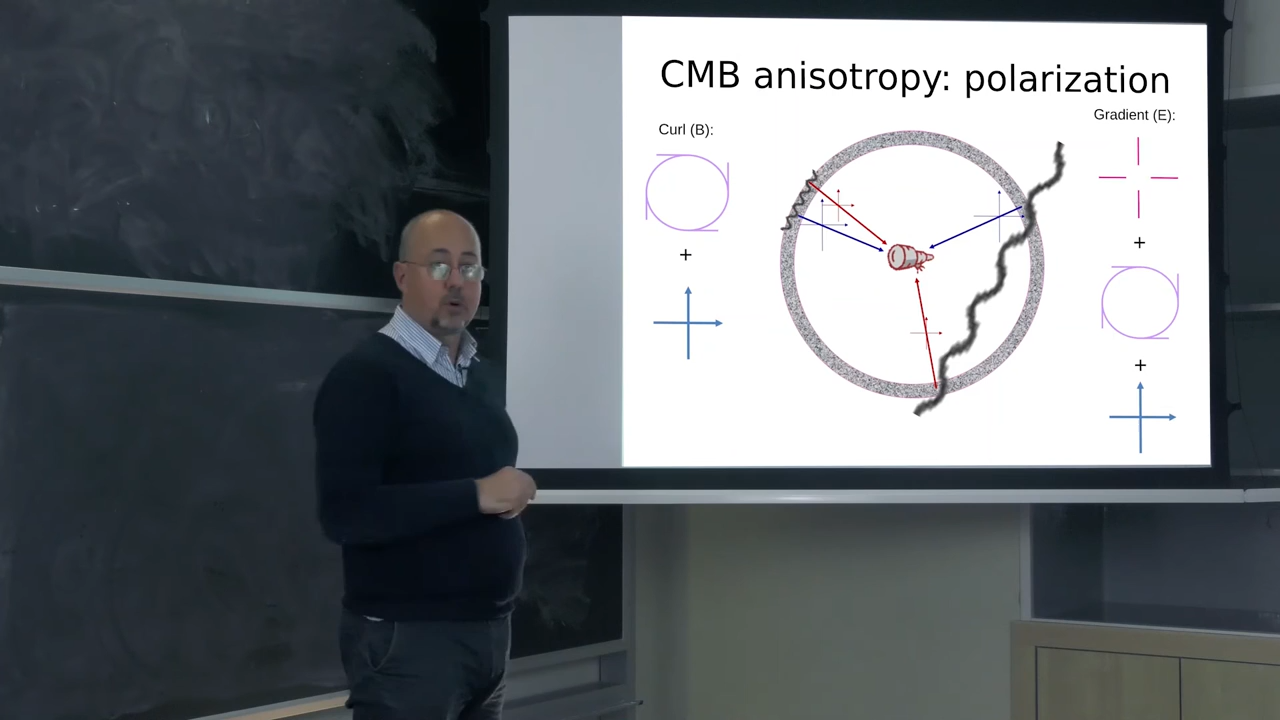 CMB anisotropy: polarization
Curl (B):
Gradient (E):
+
+
+